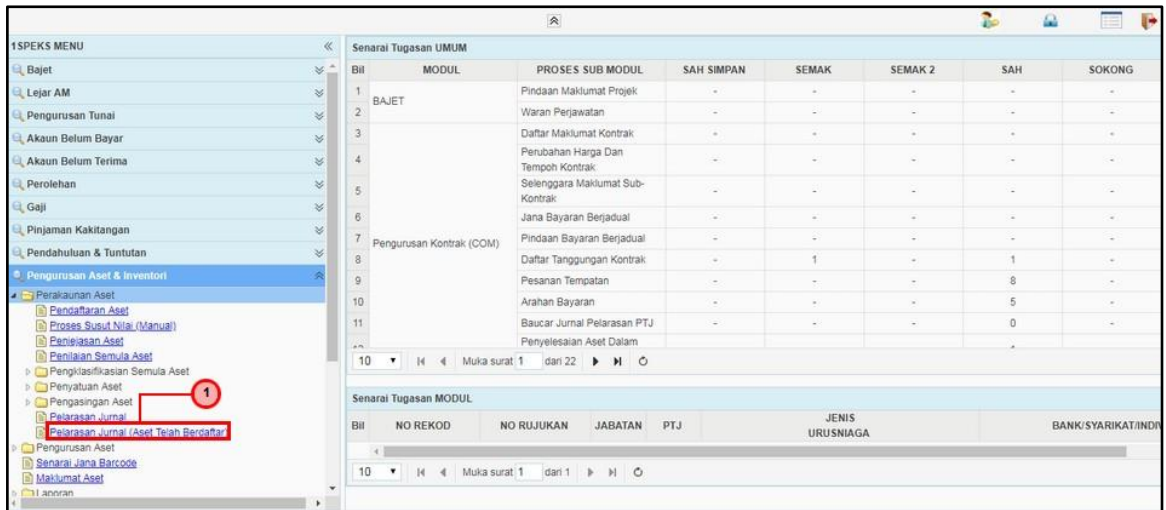 1SPEKS MENU
Bajet
Lejar AM
Pengurusan Tunai
Akaun Belum Bayar
Akaun Belum Terima
Perolehan
Gaji
Pinjaman Kakitangan
Pendahuluan & Tuntutan
Pengurusan Aset & Inventori
Perakaunan Aset
Pendaftaran Aset
Proses Susut Nilai (Manual)
Penjejasan Aset
Penilaian Semula Aset
Pengklasifikasian Semula Aset
Penyatuan Aset
Pengasingan Aset
1
Pelarasan Jurnal
Pelarasan Jurnal (Aset Telah Berdaftar)
Pengurusan Aset
Senarai Jana Barcode
Maklumat Aset
Laporan
Senarai Tugasan UMUM
Bil MODUL PROSES SUB MODUL SAH SIMPAN SEMAK SEMAK 2 SAH SOKONG
1 BAJET Pindaan Maklumat Projek - - - - -
2 Waran Perjawatan - - - - -
3 Daftar Maklumat Kontrak - - - - -
4 Perubahan Harga Dan Tempoh Kontrak - - - - -
5 Selenggara Maklumat Sub-Kontrak - - - - -
6 Jana Bayaran Berjadual - - - - -
7 Pengurusan Kontrak (COM) Pindaan Bayaran Berjadual - - - - -
8 Daftar Tanggungan Kontrak - 1 - 1 -
9 Pesanan Tempatan - - - 8 -
10 Arahan Bayaran - - - 5 -
11 Baucar Jurnal Pelarasan PTJ - - - 0 -
Penyelesaian Aset Dalam
10 Muka surat 1 dari 22
Senarai Tugasan MODUL
Bil NO REKOD NO RUJUKAN JABATAN PTJ JENIS URUSNIAGA BANK/SYARIKAT/INDIV
10 Muka surat 1 dari 1